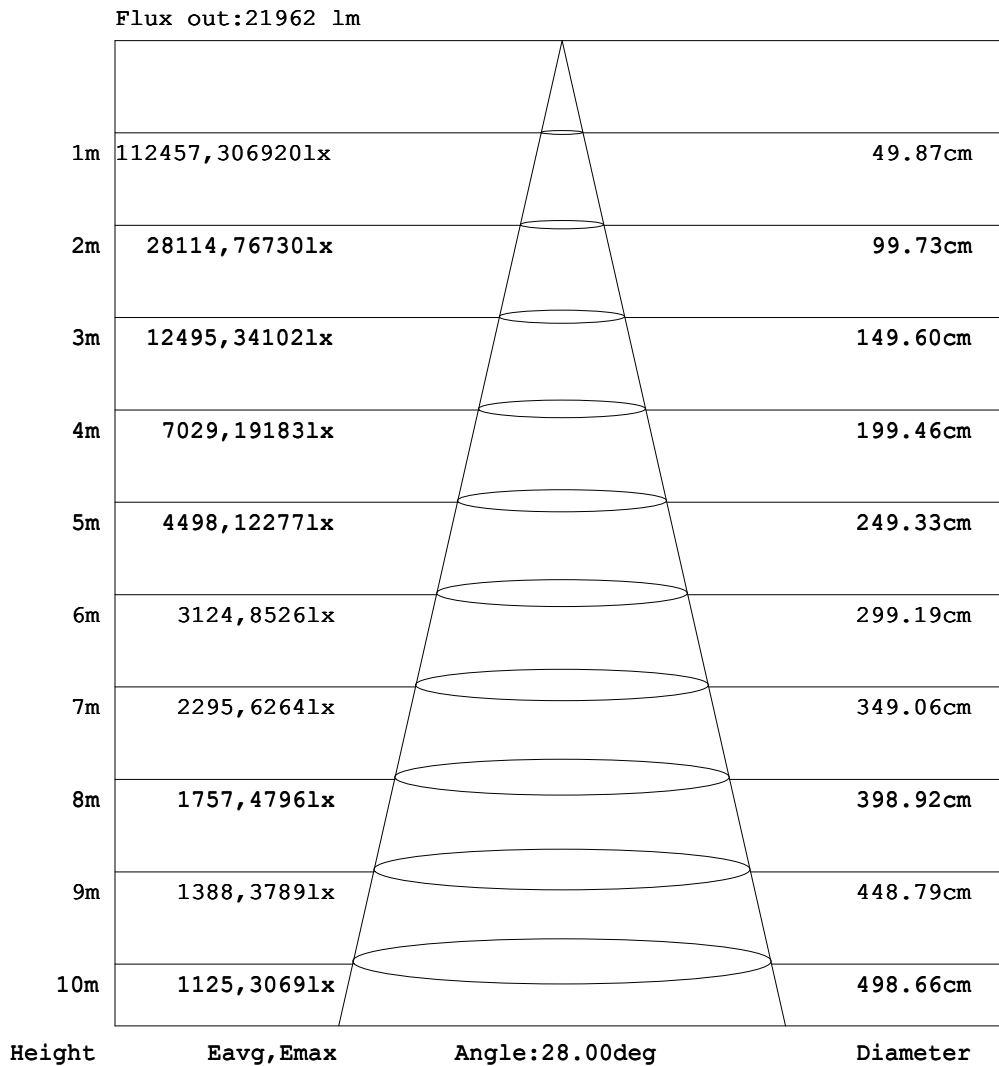 Flux out:21962 lm
1m 112457,306920lx 49.87cm
2m 28114,76730lx 99.73cm
3m 12495,34102lx 149.60cm
4m 7029,19183lx 199.46cm
5m 4498,12277lx 249.33cm
6m 3124,8526lx 299.19cm
7m 2295,6264lx 349.06cm
8m 1757,4796lx 398.92cm
9m 1388,3789lx 448.79cm
10m 1125,3069lx 498.66cm
Height Eavg,Emax Angle:28.00deg Diameter